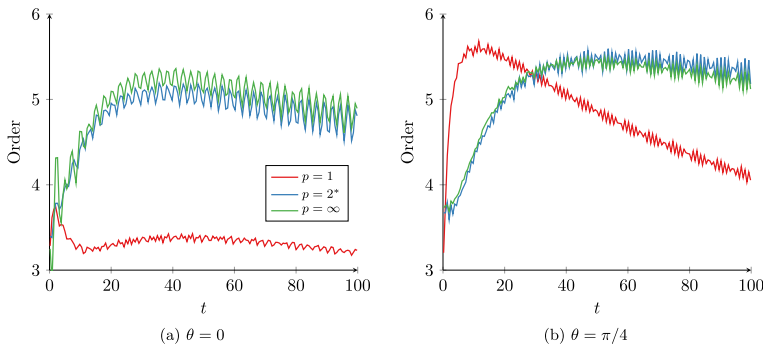 6
5
4
3
Order
0
20
40
60
80
100
t
p = 1
p = 2*
p = ∞
(a) θ = 0
6
5
4
3
Order
0
20
40
60
80
100
t
(b) θ = π/4